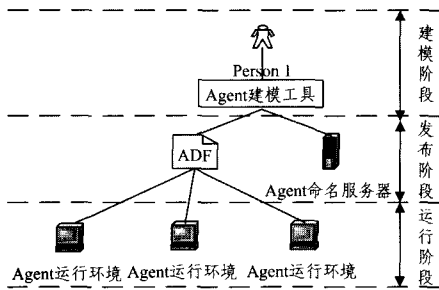 Person 1
Agent建模工具
建模阶段
ADF
Agent命名服务器
发布阶段
Agent运行环境
Agent运行环境
Agent运行环境
运行阶段